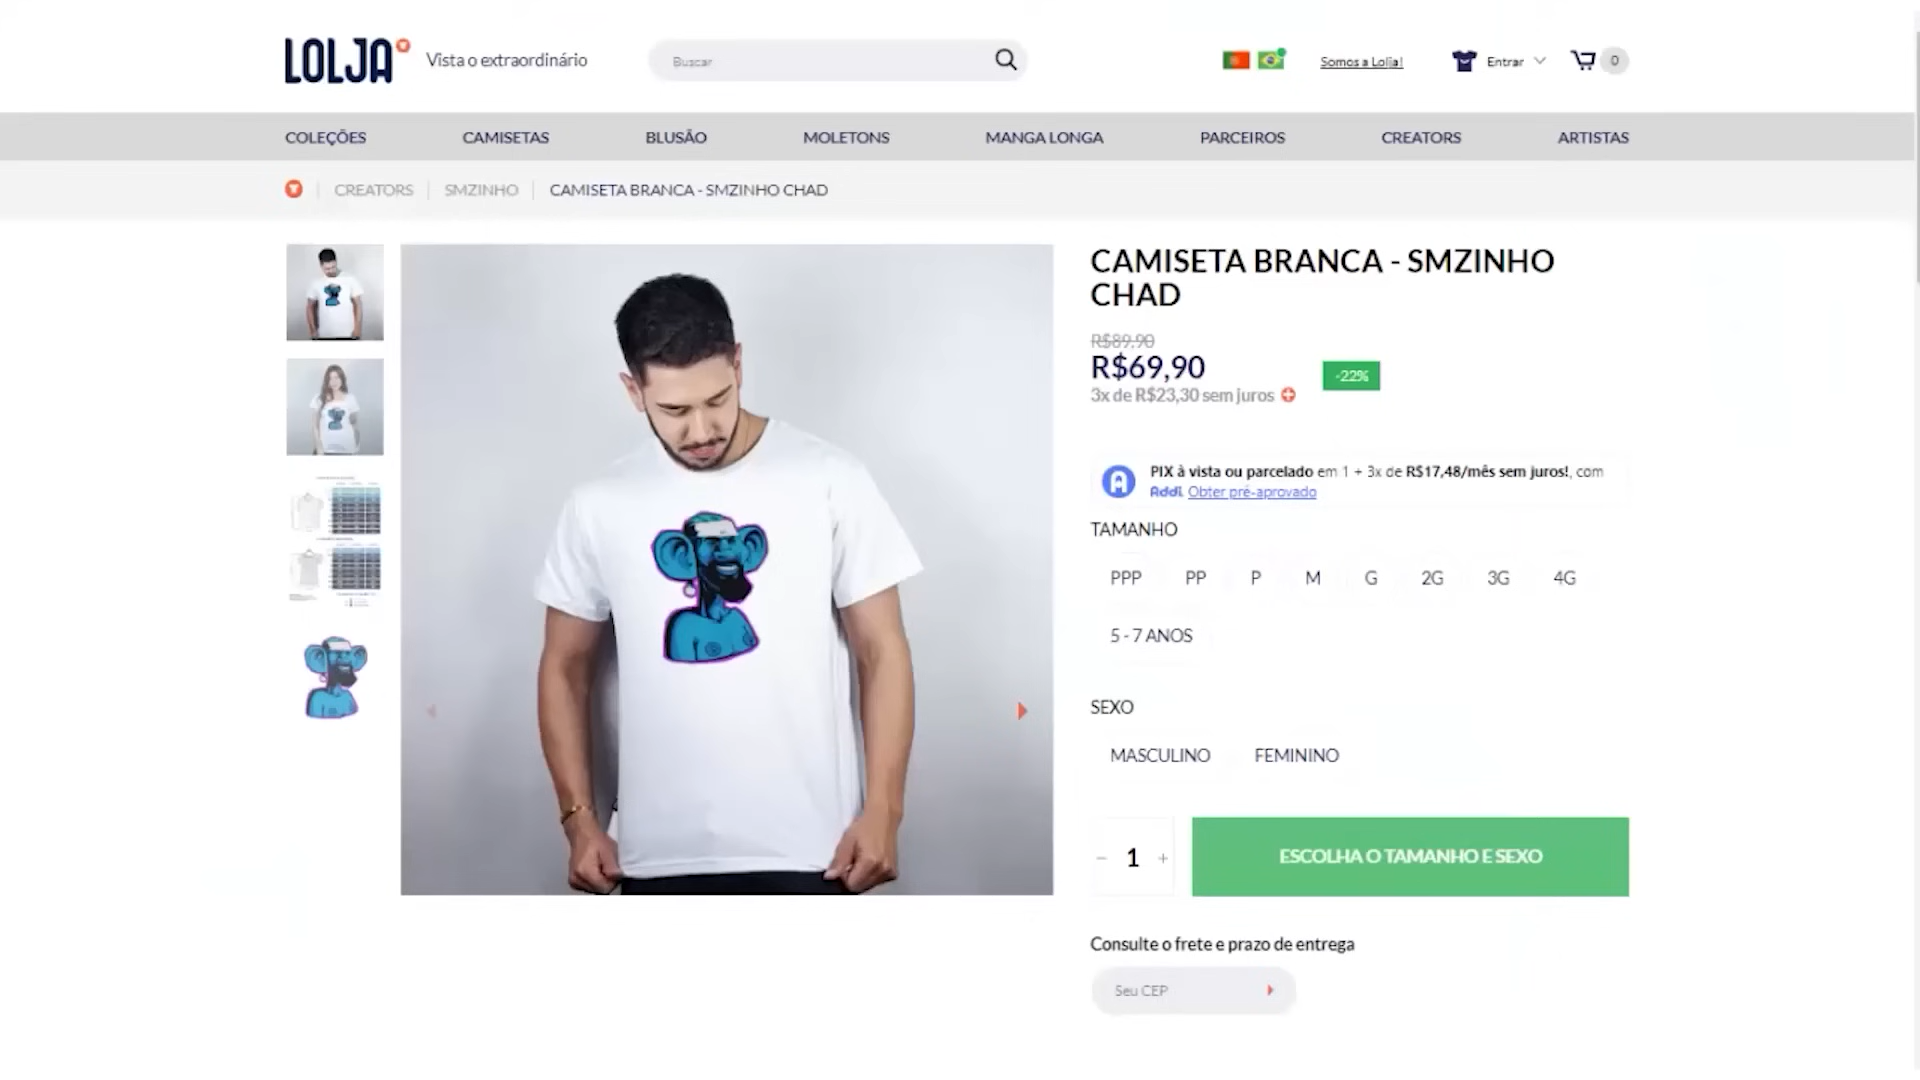 LOLJA
Vista o extraordinário
Buscar
Somos a Lolja!
Entrar
0
COLEÇÕES
CAMISETAS
BLUSÃO
MOLETONS
MANGA LONGA
PARCEIROS
CREATORS
ARTISTAS
CREATORS
SMZINHO
CAMISETA BRANCA - SMZINHO CHAD
CAMISETA BRANCA - SMZINHO
CHAD
R$89,90
R$69,90
-22%
3x de R$23,30 sem juros
PIX à vista ou parcelado em 1 + 3x de R$17,48/mês sem juros!, com
Addi. Obter pré-aprovado
TAMANHO
PPP PP P M G 2G 3G 4G
5 - 7 ANOS
SEXO
MASCULINO FEMININO
- 1 +
ESCOLHA O TAMANHO E SEXO
Consulte o frete e prazo de entrega
Seu CEP